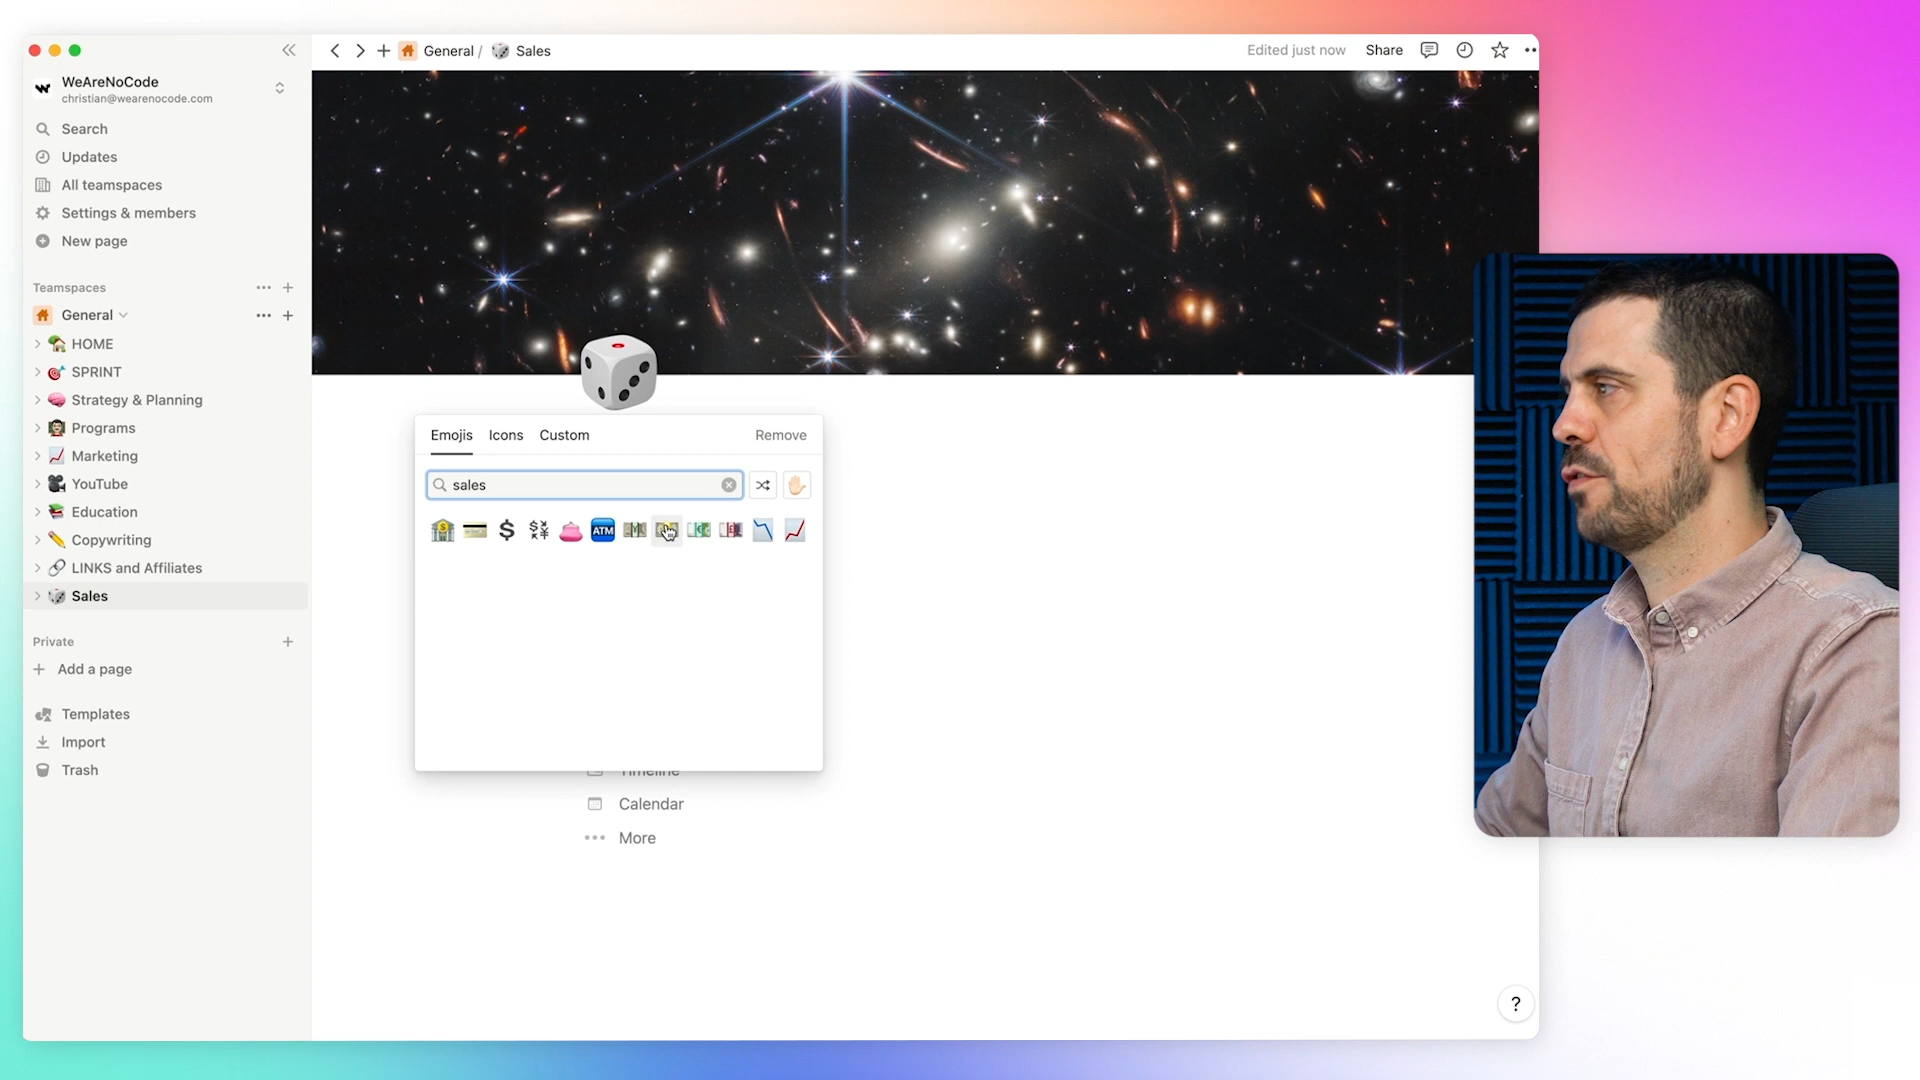 General / Sales
Edited just now
Share
WeAreNoCode
christian@wearenocode.com
Search
Updates
All teamspaces
Settings & members
New page
Teamspaces
General
HOME
SPRINT
Strategy & Planning
Programs
Marketing
YouTube
Education
Copywriting
LINKS and Affiliates
Sales
Private
Add a page
Templates
Import
Trash
Emojis Icons Custom Remove
sales
ATM
Timeline
Calendar
More
?